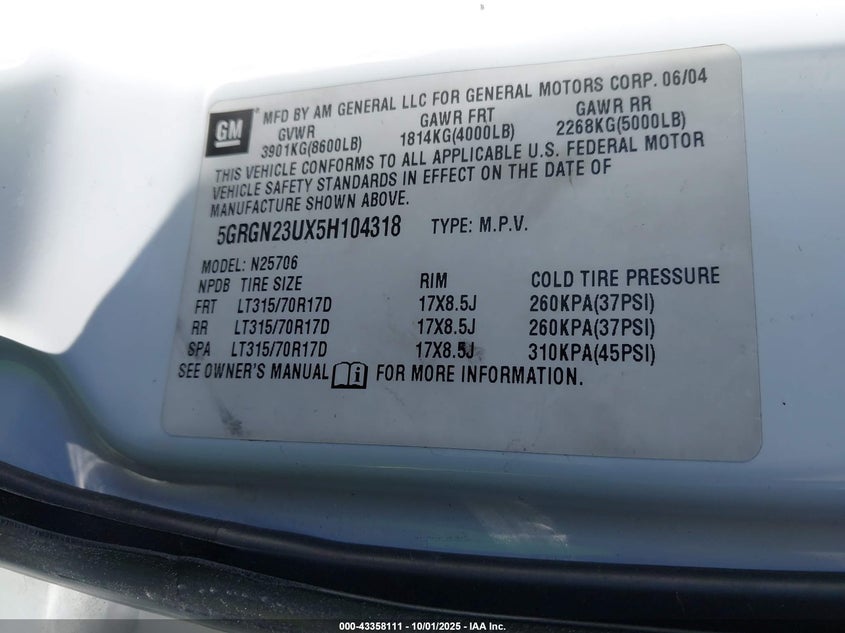 GM
MFD BY AM GENERAL LLC FOR GENERAL MOTORS CORP. 06/04
GVWR GAWR FRT GAWR RR
3901KG(8600LB) 1814KG(4000LB) 2268KG(5000LB)
THIS VEHICLE CONFORMS TO ALL APPLICABLE U.S. FEDERAL MOTOR
VEHICLE SAFETY STANDARDS IN EFFECT ON THE DATE OF
MANUFACTURE SHOWN ABOVE.
5GRGN23UX5H104318 TYPE: M.P.V.
MODEL: N25706
NPDB TIRE SIZE RIM COLD TIRE PRESSURE
FRT LT315/70R17D 17X8.5J 260KPA(37PSI)
RR LT315/70R17D 17X8.5J 260KPA(37PSI)
SPA LT315/70R17D 17X8.5J 310KPA(45PSI)
SEE OWNER'S MANUAL i FOR MORE INFORMATION.
000-43358111 - 10/01/2025 - IAA Inc.